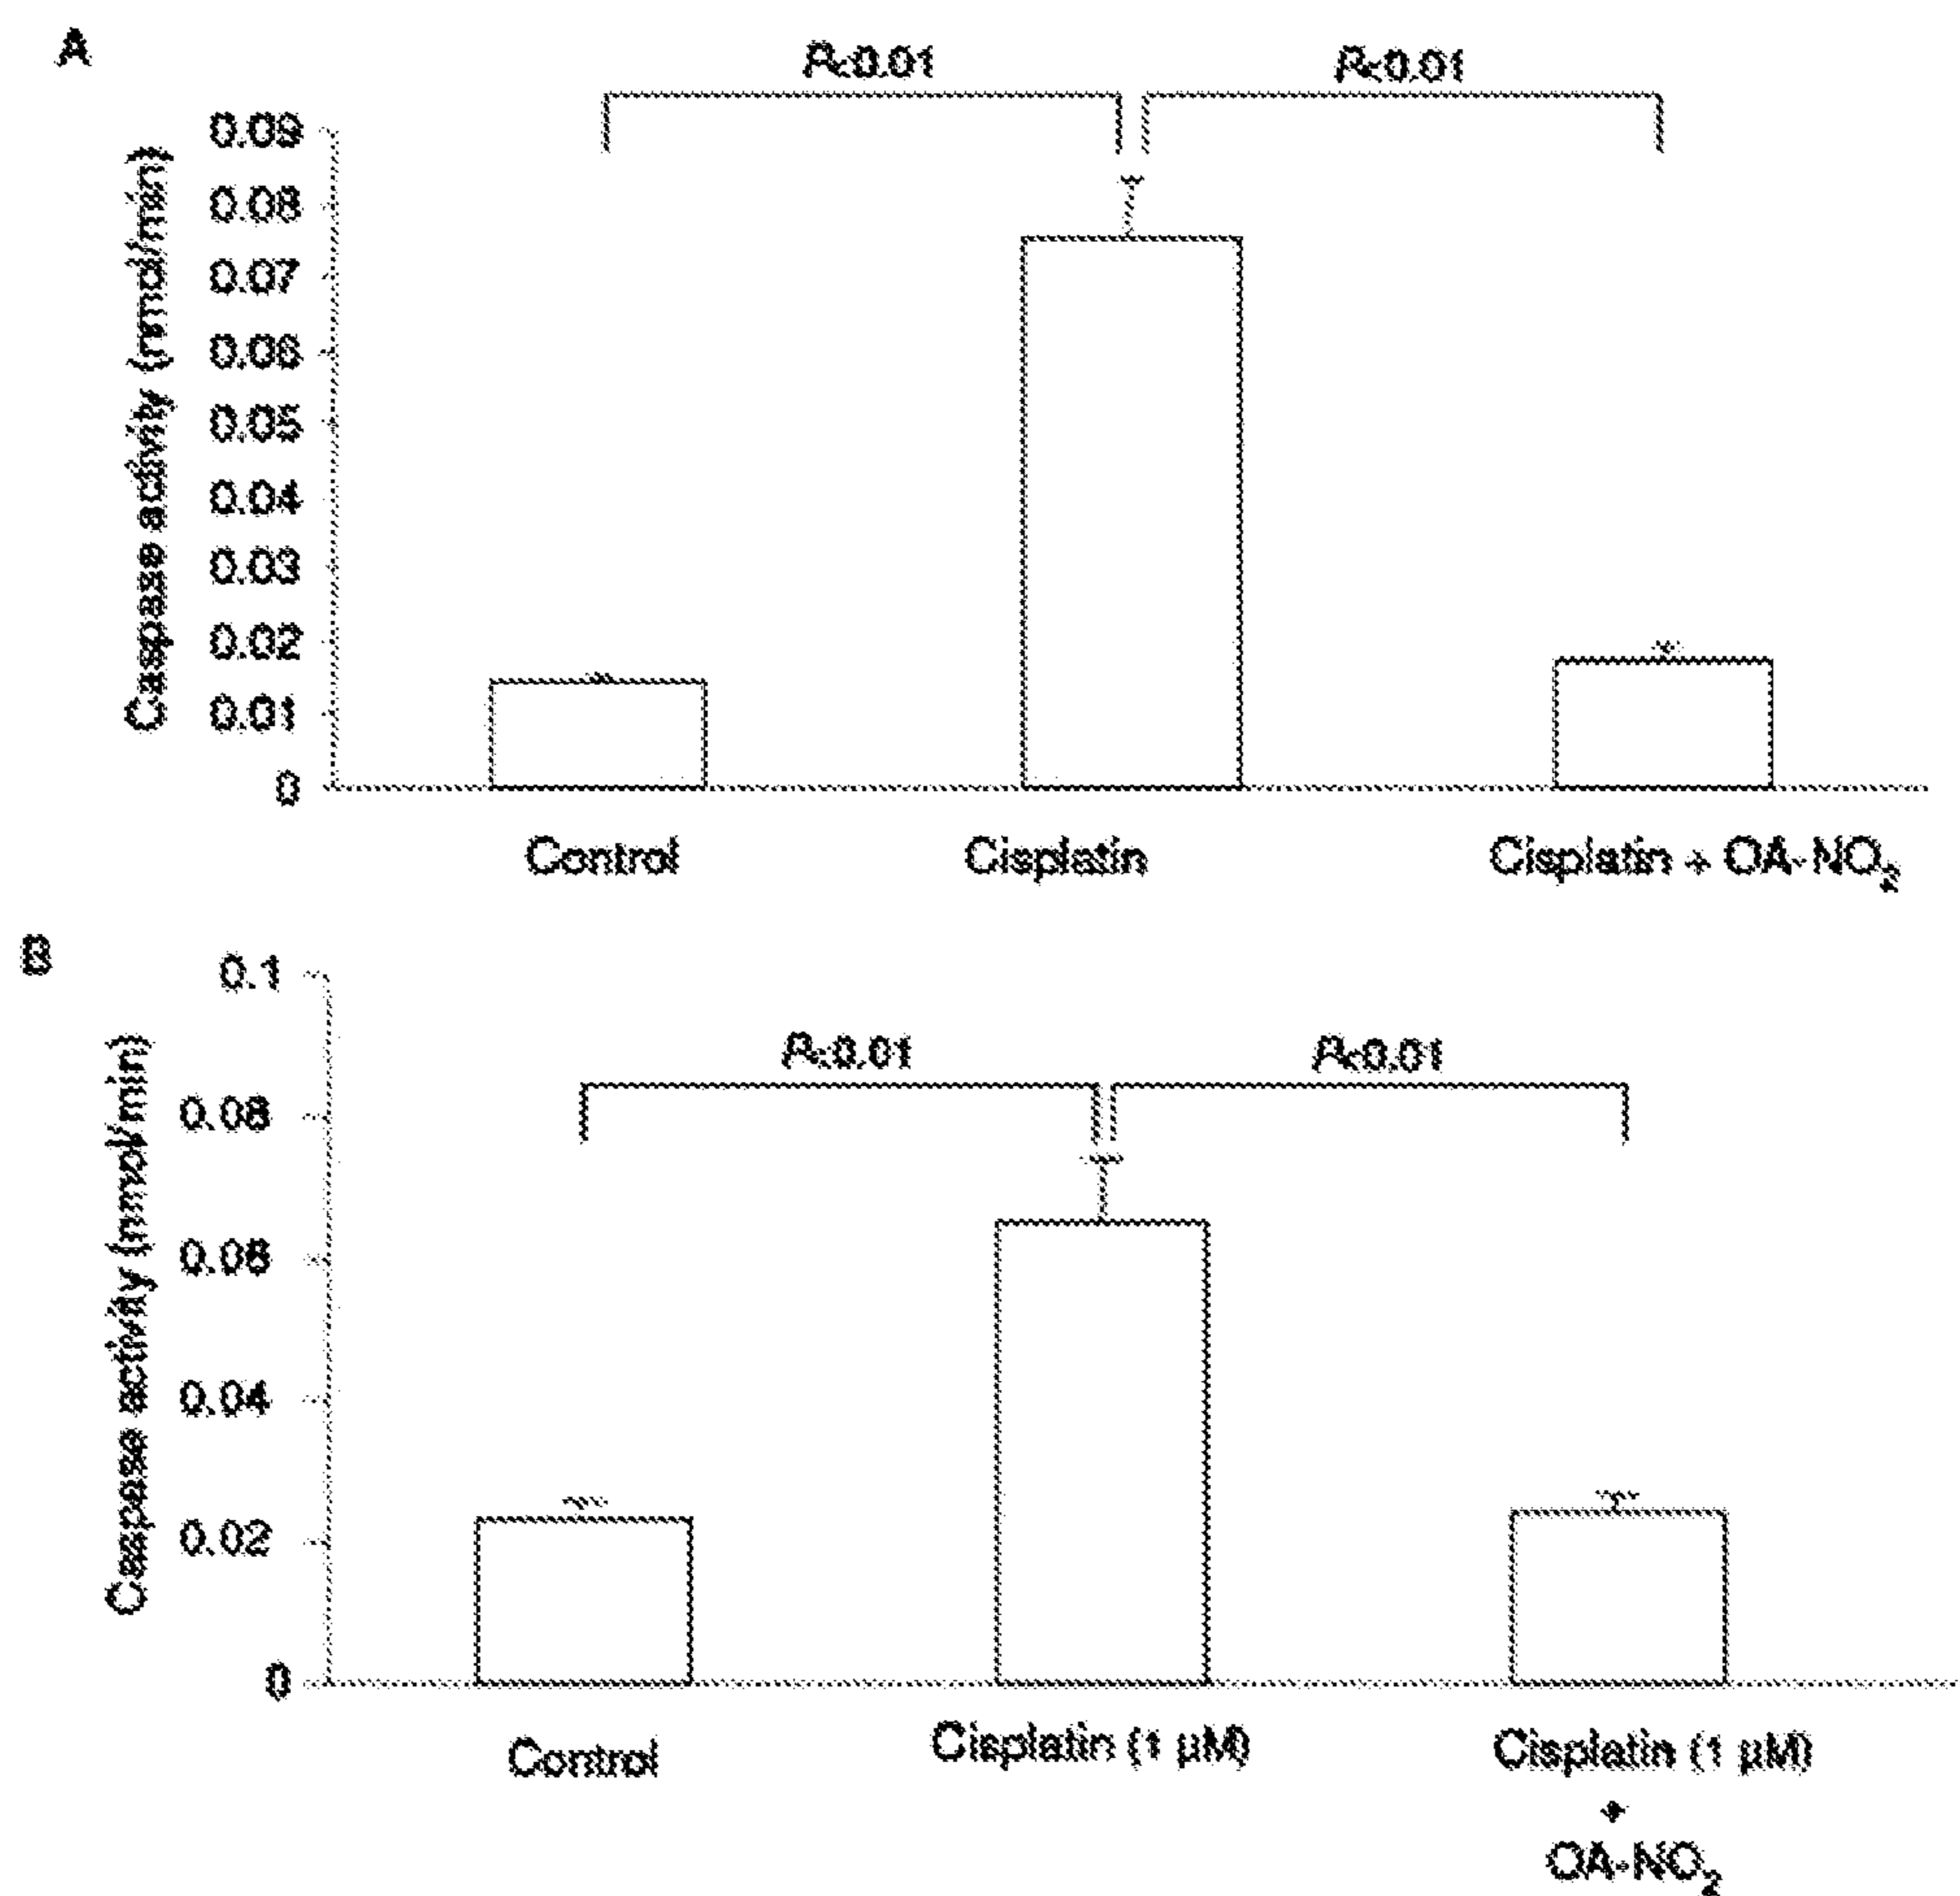 A
P<0.01 P<0.01
Caspase activity (nmol/min)
0.09
0.08
0.07
0.06
0.05
0.04
0.03
0.02
0.01
0
Control Cisplatin Cisplatin + OA-NO₂
B
P<0.01 P<0.01
Caspase activity (nmol/min)
0.1
0.08
0.06
0.04
0.02
0
Control Cisplatin (1 µM) Cisplatin (1 µM)
+
OA-NO₂